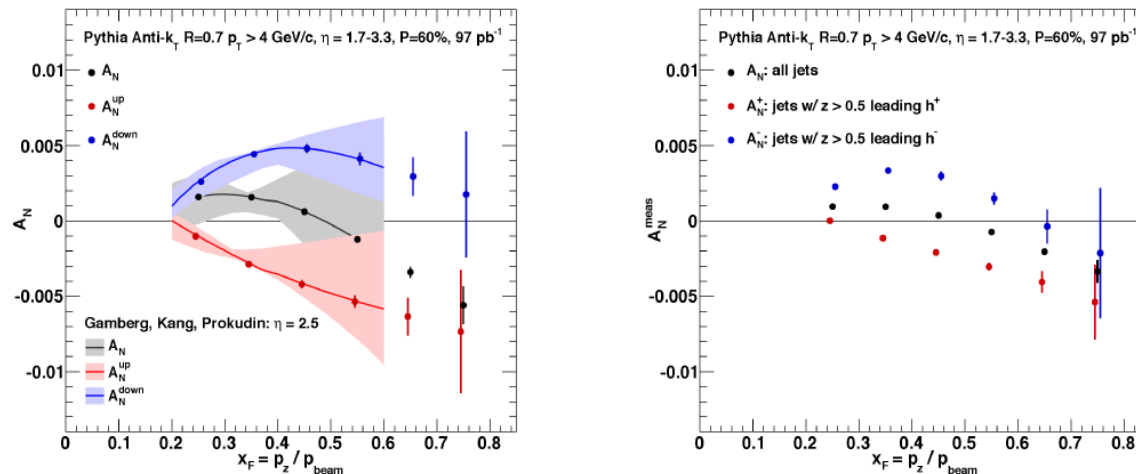 Pythia Anti-k_T R=0.7 p_T > 4 GeV/c, η = 1.7-3.3, P=60%, 97 pb⁻¹
0.01
A_N
A_N^up
A_N^down
0.005
0
-0.005
-0.01
A_N
Gamberg, Kang, Prokudin: η = 2.5
A_N
A_N^up
A_N^down
0 0.1 0.2 0.3 0.4 0.5 0.6 0.7 0.8
x_F = p_z / p_beam
Pythia Anti-k_T R=0.7 p_T > 4 GeV/c, η = 1.7-3.3, P=60%, 97 pb⁻¹
0.01
A_N: all jets
A_N^+: jets w/ z > 0.5 leading h^+
A_N^-: jets w/ z > 0.5 leading h^-
0.005
0
-0.005
-0.01
A_N^meas
0 0.1 0.2 0.3 0.4 0.5 0.6 0.7 0.8
x_F = p_z / p_beam